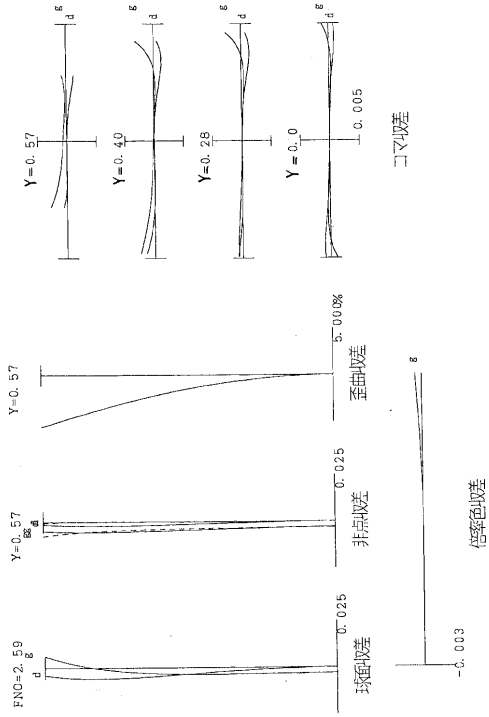 FNO=2.59
d
g
0.025
球面収差
Y=0.57
g
d
0.025
非点収差
Y=0.57
5.000%
歪曲収差
Y=0.57
g
d
Y=0.40
g
d
Y=0.28
g
d
Y=0.0
g
d
0.005
コマ収差
-0.003
g
倍率色収差